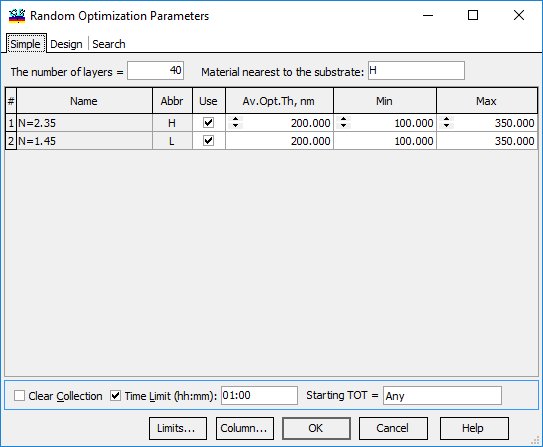 Random Optimization Parameters
Simple Design Search
The number of layers = 40 Material nearest to the substrate: H
# Name Abbr Use Av.Opt.Th, nm Min Max
1 N=2.35 H 200.000 100.000 350.000
2 N=1.45 L 200.000 100.000 350.000
Clear Collection Time Limit (hh:mm): 01:00 Starting TOT = Any
Limits... Column... OK Cancel Help